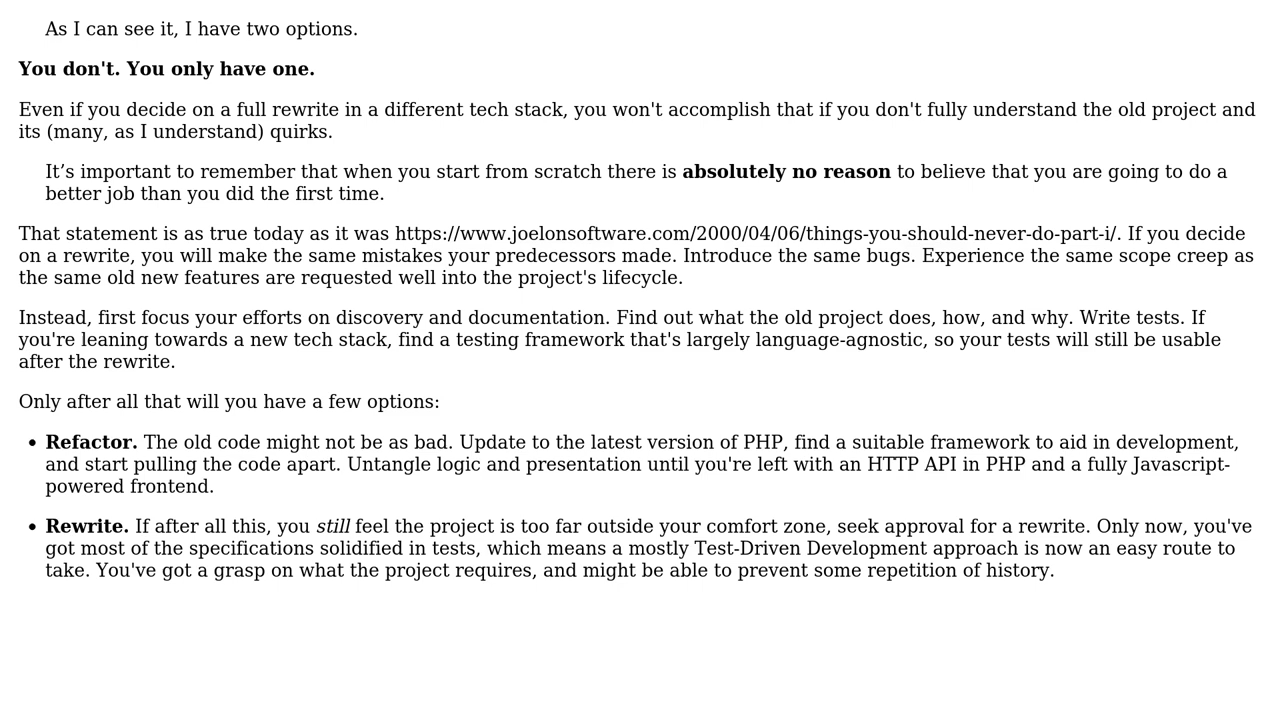 As I can see it, I have two options.
You don't. You only have one.
Even if you decide on a full rewrite in a different tech stack, you won't accomplish that if you don't fully understand the old project and
its (many, as I understand) quirks.
It’s important to remember that when you start from scratch there is absolutely no reason to believe that you are going to do a
better job than you did the first time.
That statement is as true today as it was https://www.joelonsoftware.com/2000/04/06/things-you-should-never-do-part-i/. If you decide
on a rewrite, you will make the same mistakes your predecessors made. Introduce the same bugs. Experience the same scope creep as
the same old new features are requested well into the project's lifecycle.
Instead, first focus your efforts on discovery and documentation. Find out what the old project does, how, and why. Write tests. If
you're leaning towards a new tech stack, find a testing framework that's largely language-agnostic, so your tests will still be usable
after the rewrite.
Only after all that will you have a few options:
• Refactor. The old code might not be as bad. Update to the latest version of PHP, find a suitable framework to aid in development,
and start pulling the code apart. Untangle logic and presentation until you're left with an HTTP API in PHP and a fully Javascript-
powered frontend.
• Rewrite. If after all this, you still feel the project is too far outside your comfort zone, seek approval for a rewrite. Only now, you've
got most of the specifications solidified in tests, which means a mostly Test-Driven Development approach is now an easy route to
take. You've got a grasp on what the project requires, and might be able to prevent some repetition of history.